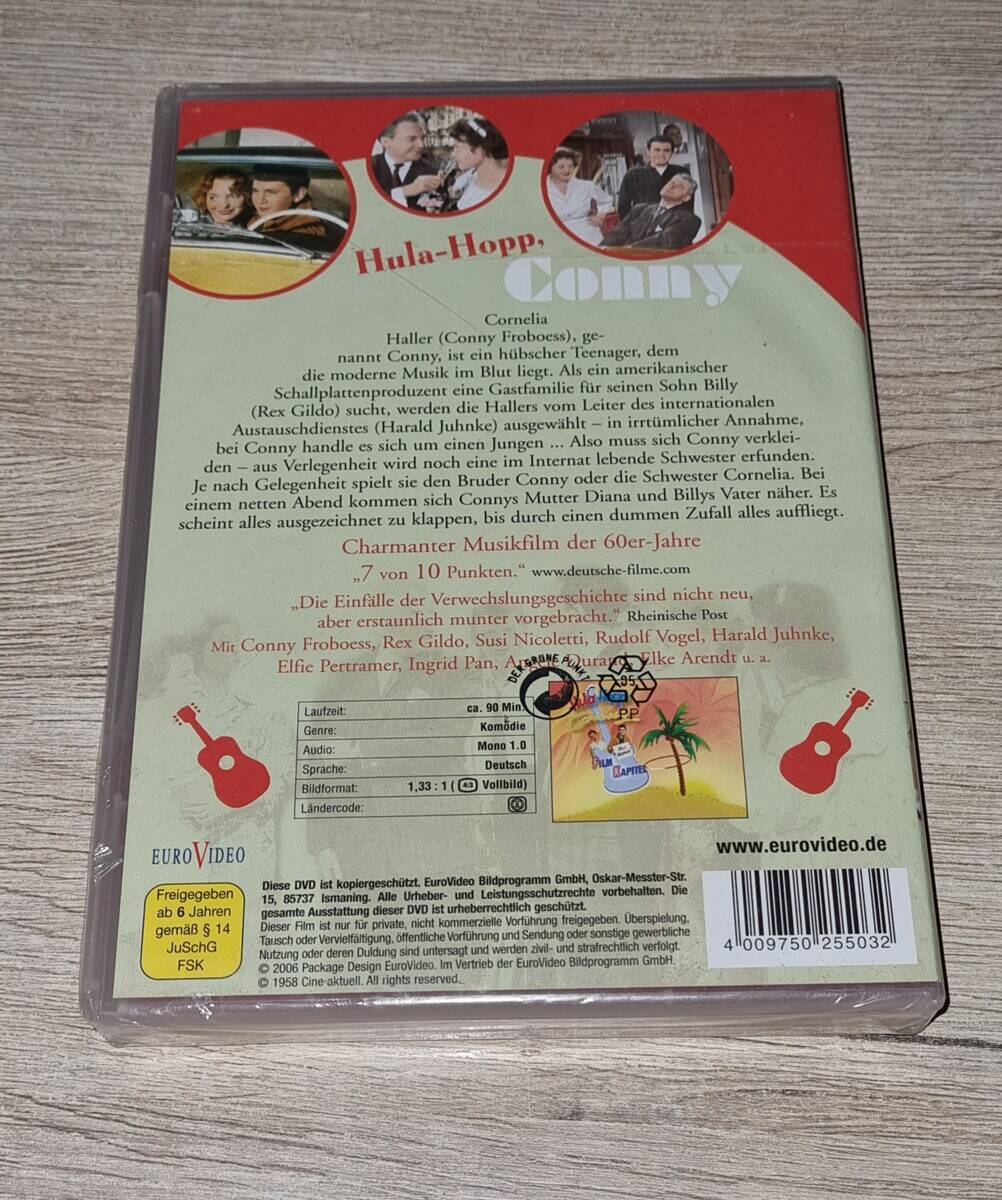 Hula-Hopp,
Conny
Cornelia
Haller (Conny Froboess), ge-
nannt Conny, ist ein hübscher Teenager, dem
die moderne Musik im Blut liegt. Als ein amerikanischer
Schallplattenproduzent eine Gastfamilie für seinen Sohn Billy
(Rex Gildo) sucht, werden die Hallers vom Leiter des internationalen
Austauschdienstes (Harald Juhnke) ausgewählt – in irrtümlicher Annahme,
bei Conny handle es sich um einen Jungen ... Also muss sich Conny verklei-
den – aus Verlegenheit wird noch eine im Internat lebende Schwester erfunden.
Je nach Gelegenheit spielt sie den Bruder Conny oder die Schwester Cornelia. Bei
einem netten Abend kommen sich Connys Mutter Diana und Billys Vater näher. Es
scheint alles ausgezeichnet zu klappen, bis durch einen dummen Zufall alles auffliegt.
Charmanter Musikfilm der 60er-Jahre
„7 von 10 Punkten.“ www.deutsche-filme.com
„Die Einfälle der Verwechslungsgeschichte sind nicht neu,
aber erstaunlich munter vorgebracht.“ Rheinische Post
Mit Conny Froboess, Rex Gildo, Susi Nicoletti, Rudolf Vogel, Harald Juhnke,
Elfie Pertramer, Ingrid Pan, Elke Arendt u. a.
DER GRÜNE PUNKT
05
PP
Laufzeit: ca. 90 Min.
Genre: Komödie
Audio: Mono 1.0
Sprache: Deutsch
Bildformat: 1,33 : 1 ( 4:3 Vollbild)
Ländercode:
FILM
KAPITEL
EUROVIDEO
www.eurovideo.de
Freigegeben
ab 6 Jahren
gemäß § 14
JuSchG
FSK
Diese DVD ist kopiergeschützt. EuroVideo Bildprogramm GmbH, Oskar-Messter-Str.
15, 85737 Ismaning. Alle Urheber- und Leistungsschutzrechte vorbehalten. Die
gesamte Ausstattung dieser DVD ist urheberrechtlich geschützt.
Dieser Film ist nur für private, nicht kommerzielle Vorführung freigegeben. Überspielung,
Tausch oder Vervielfältigung, öffentliche Vorführung und Sendung oder sonstige gewerbliche
Nutzung oder deren Duldung sind untersagt und werden zivil- und strafrechtlich verfolgt.
© 2006 Package Design EuroVideo. Im Vertrieb der EuroVideo Bildprogramm GmbH.
© 1958 Cine-aktuell. All rights reserved.
4 009750 255032